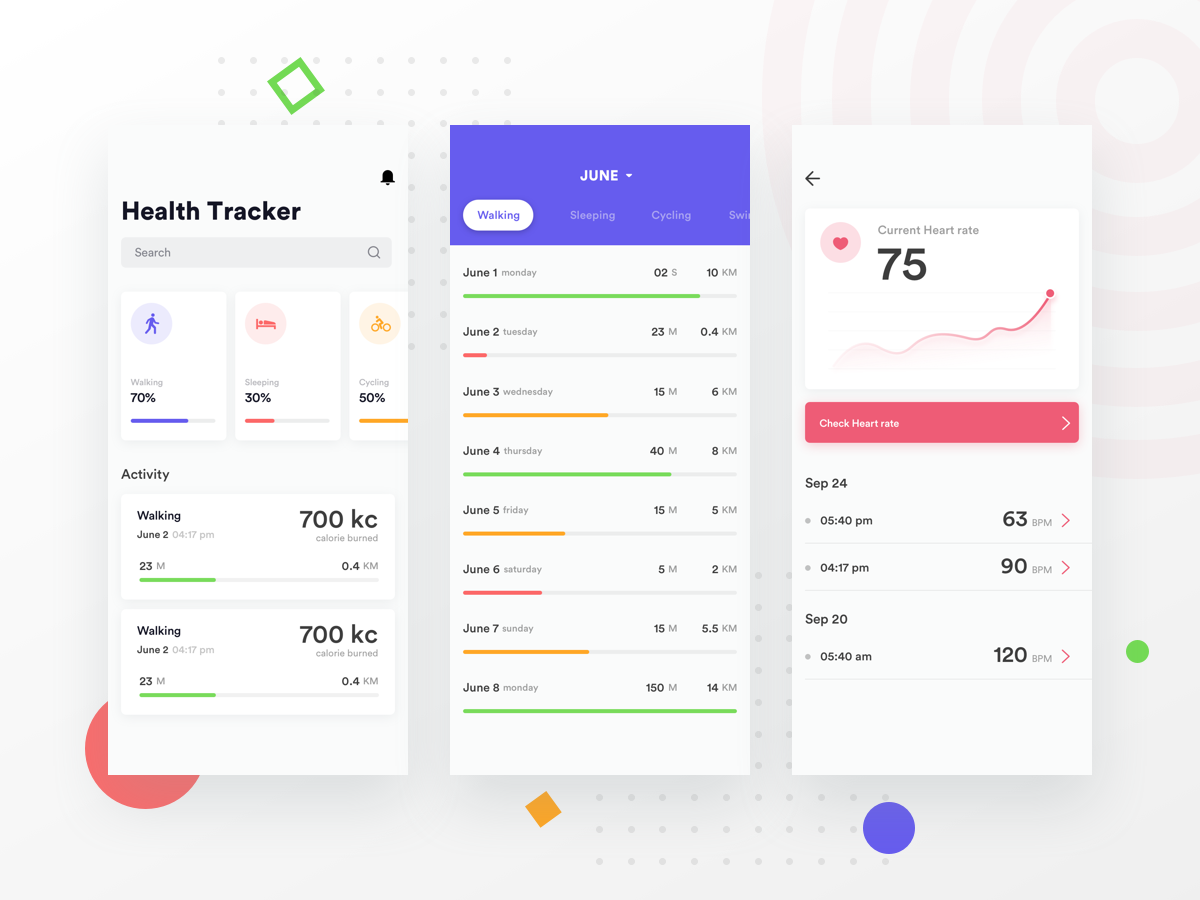 Health Tracker
Search
Walking
70%
Sleeping
30%
Cycling
50%
Activity
Walking
700 kc
June 2 04:17 pm
calorie burned
23 M
0.4 KM
Walking
700 kc
June 2 04:17 pm
calorie burned
23 M
0.4 KM
JUNE
Walking Sleeping Cycling Swi
June 1 monday 02 S 10 KM
June 2 tuesday 23 M 0.4 KM
June 3 wednesday 15 M 6 KM
June 4 thursday 40 M 8 KM
June 5 friday 15 M 5 KM
June 6 saturday 5 M 2 KM
June 7 sunday 15 M 5.5 KM
June 8 monday 150 M 14 KM
Current Heart rate
75
Check Heart rate
Sep 24
05:40 pm 63 BPM
04:17 pm 90 BPM
Sep 20
05:40 am 120 BPM